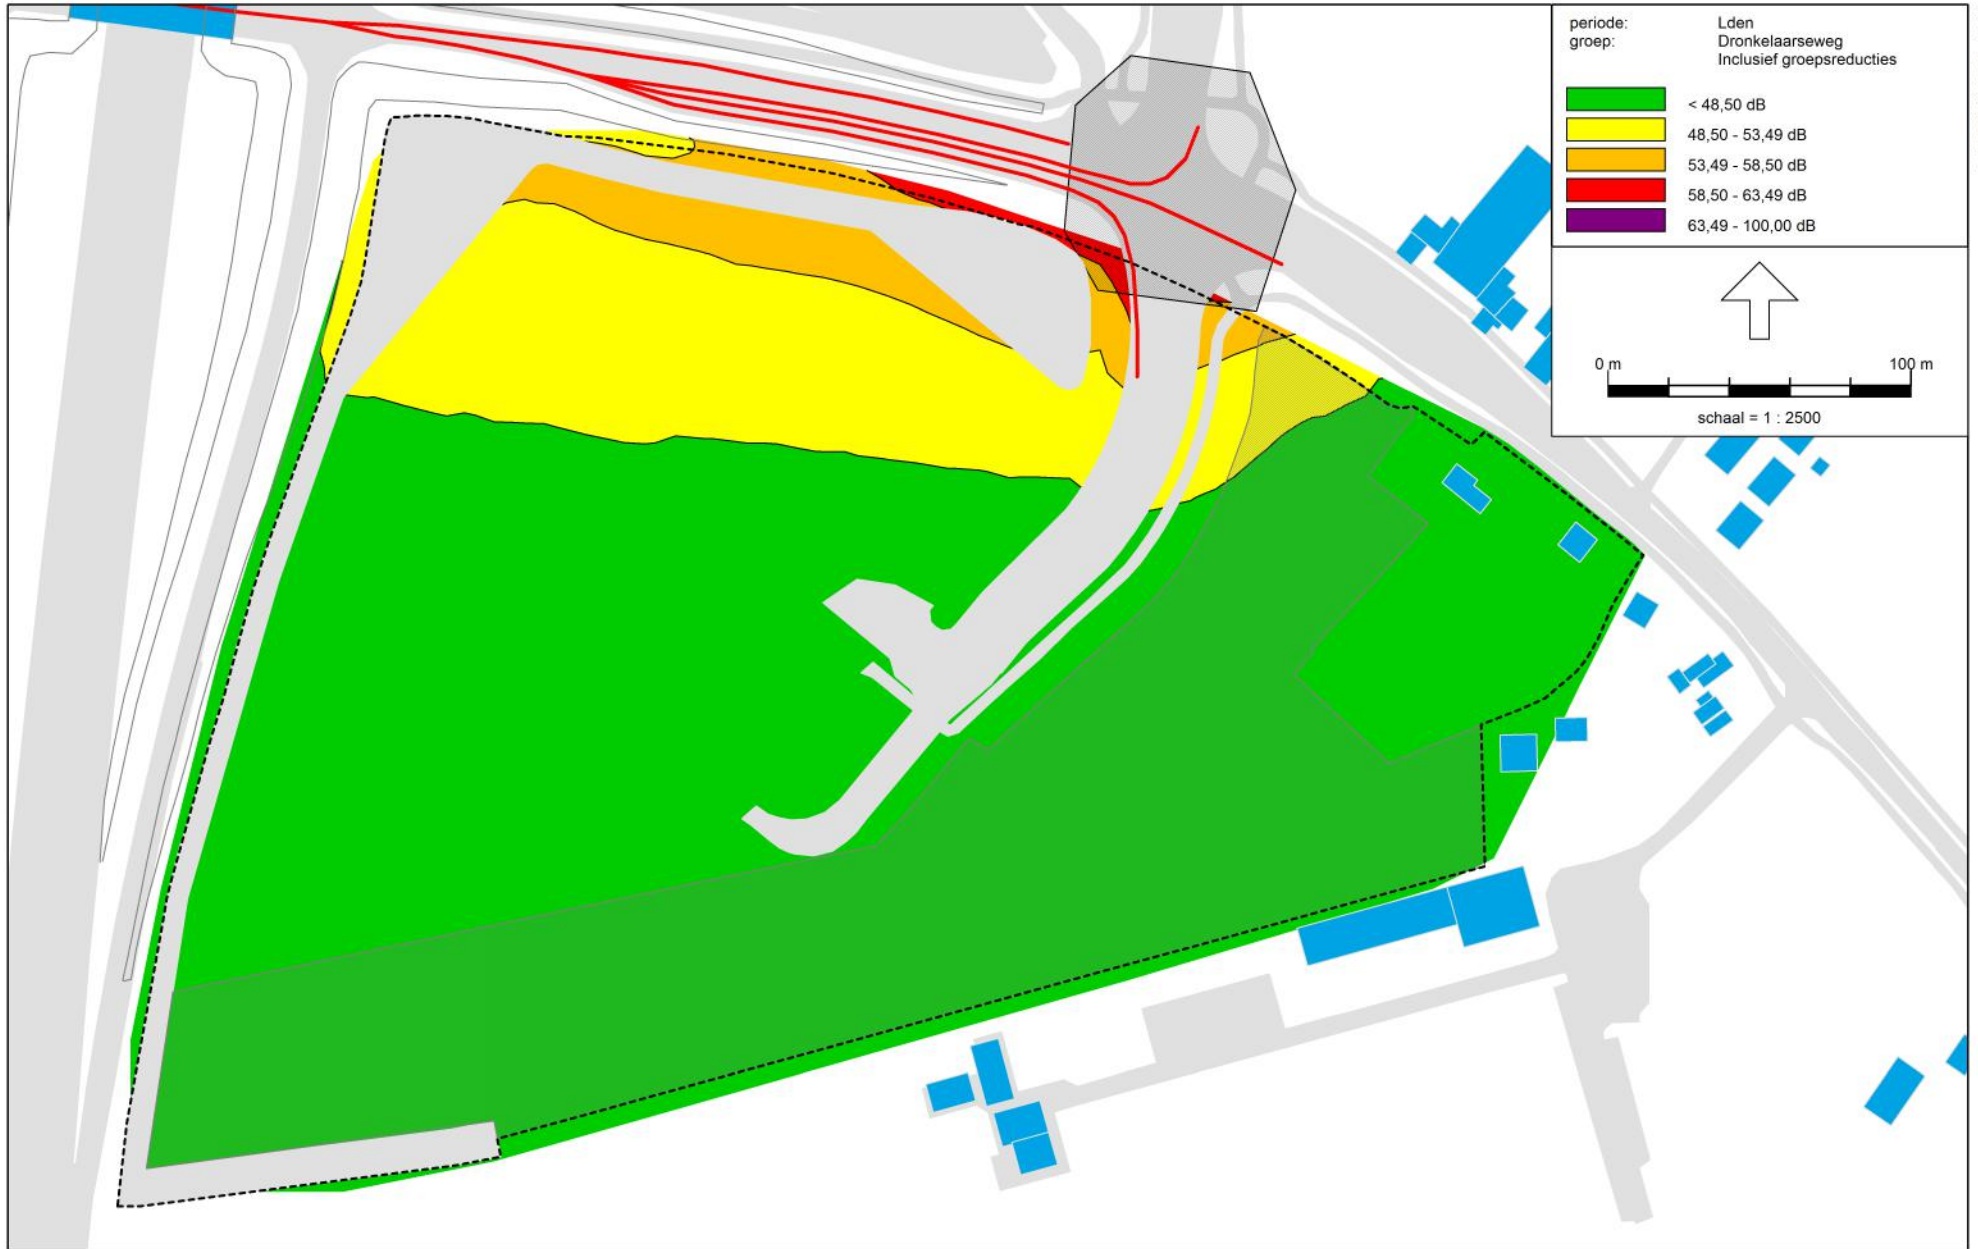 periode: Lden
groep: Dronkelaarseweg
Inclusief groepsreducties
< 48,50 dB
48,50 - 53,49 dB
53,49 - 58,50 dB
58,50 - 63,49 dB
63,49 - 100,00 dB
0 m 100 m
schaal = 1 : 2500